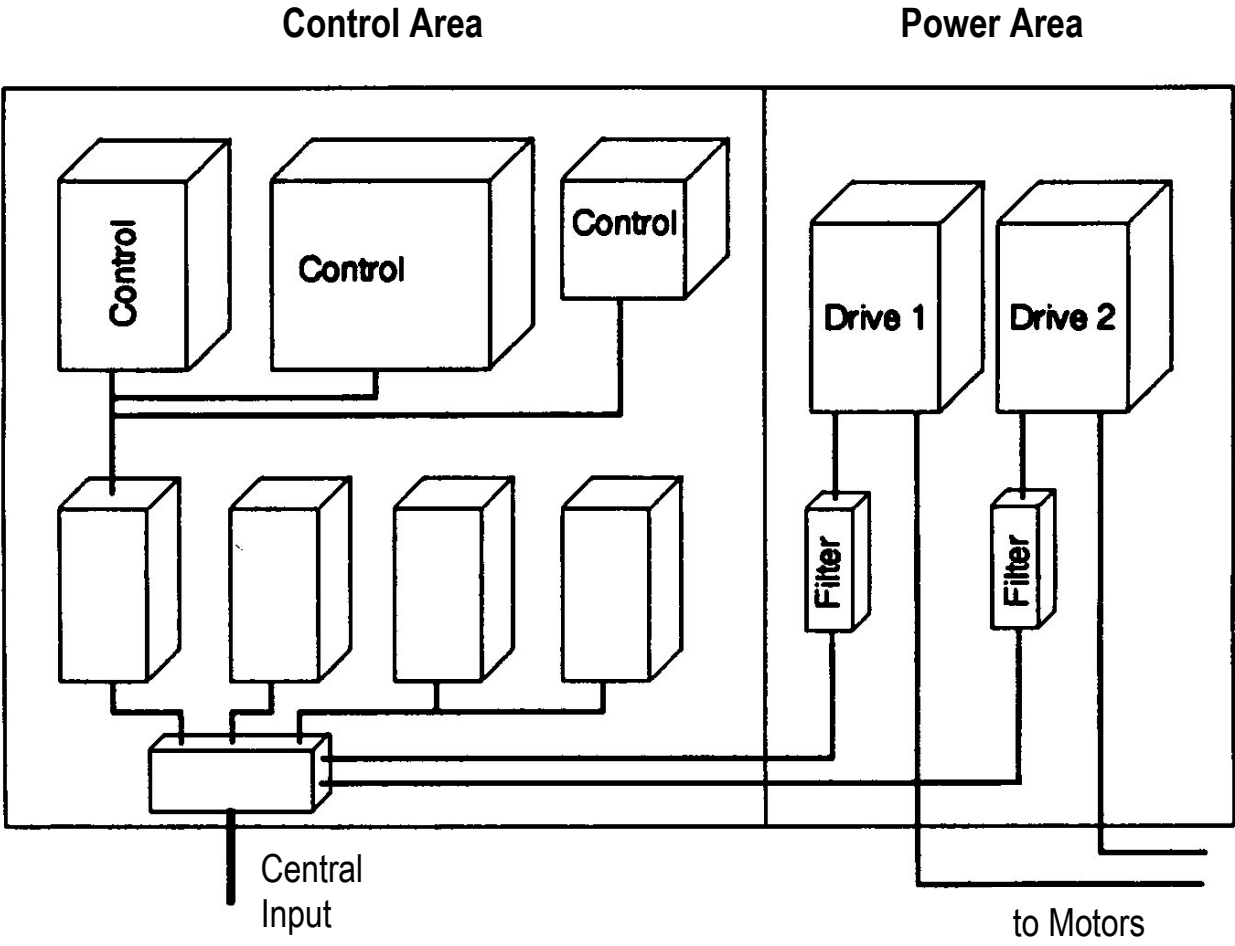 Control Area
Power Area
Control
Control
Control
Drive 1
Drive 2
Filter
Filter
Central
Input
to Motors